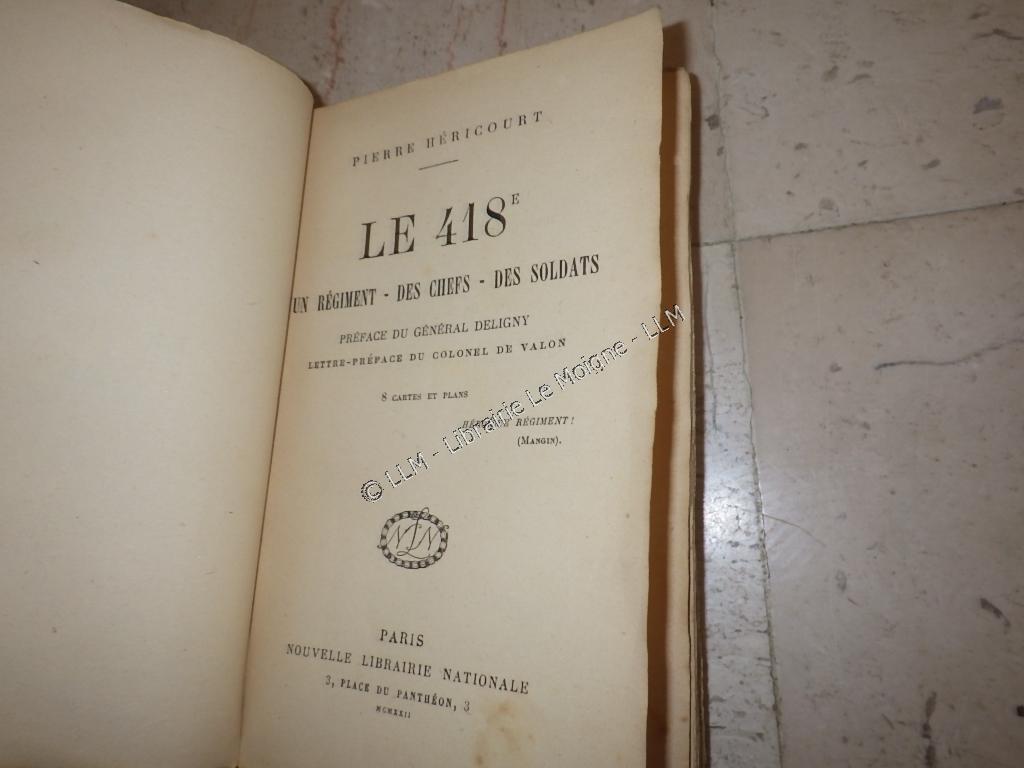 PIERRE HÉRICOURT
LE 418E
UN RÉGIMENT - DES CHEFS - DES SOLDATS
PRÉFACE DU GÉNÉRAL DELIGNY
LETTRE-PRÉFACE DU COLONEL DE VALON
8 CARTES ET PLANS
RÉGIMENT !
(MANGIN).
© LLM - Librairie Le Moigne - LLM
NLN
PARIS
NOUVELLE LIBRAIRIE NATIONALE
3, PLACE DU PANTHÉON, 3
MCMXXII